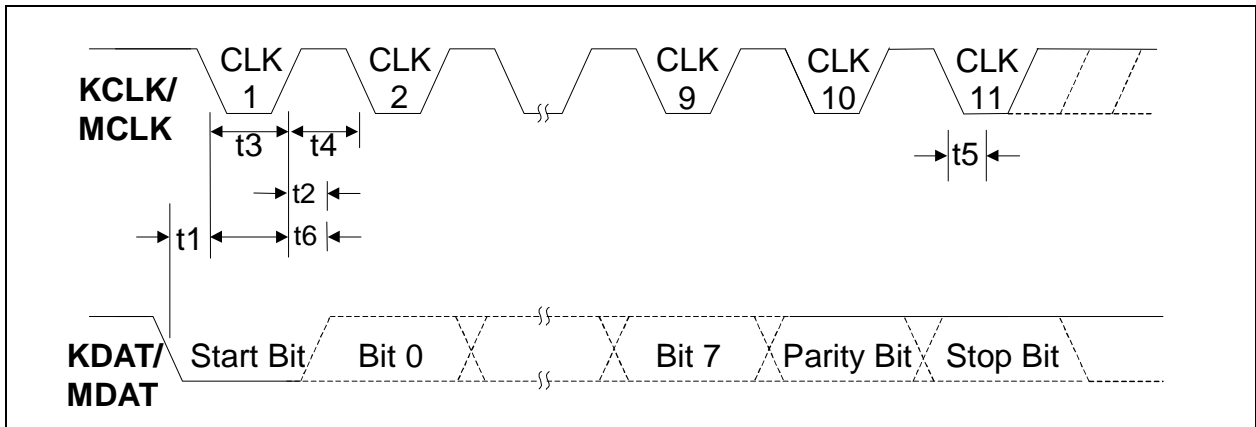 KCLK/
MCLK
CLK
1
CLK
2
CLK
9
CLK
10
CLK
11
t3
t4
t5
t2
t1
t6
KDAT/
MDAT
Start Bit
Bit 0
Bit 7
Parity Bit
Stop Bit